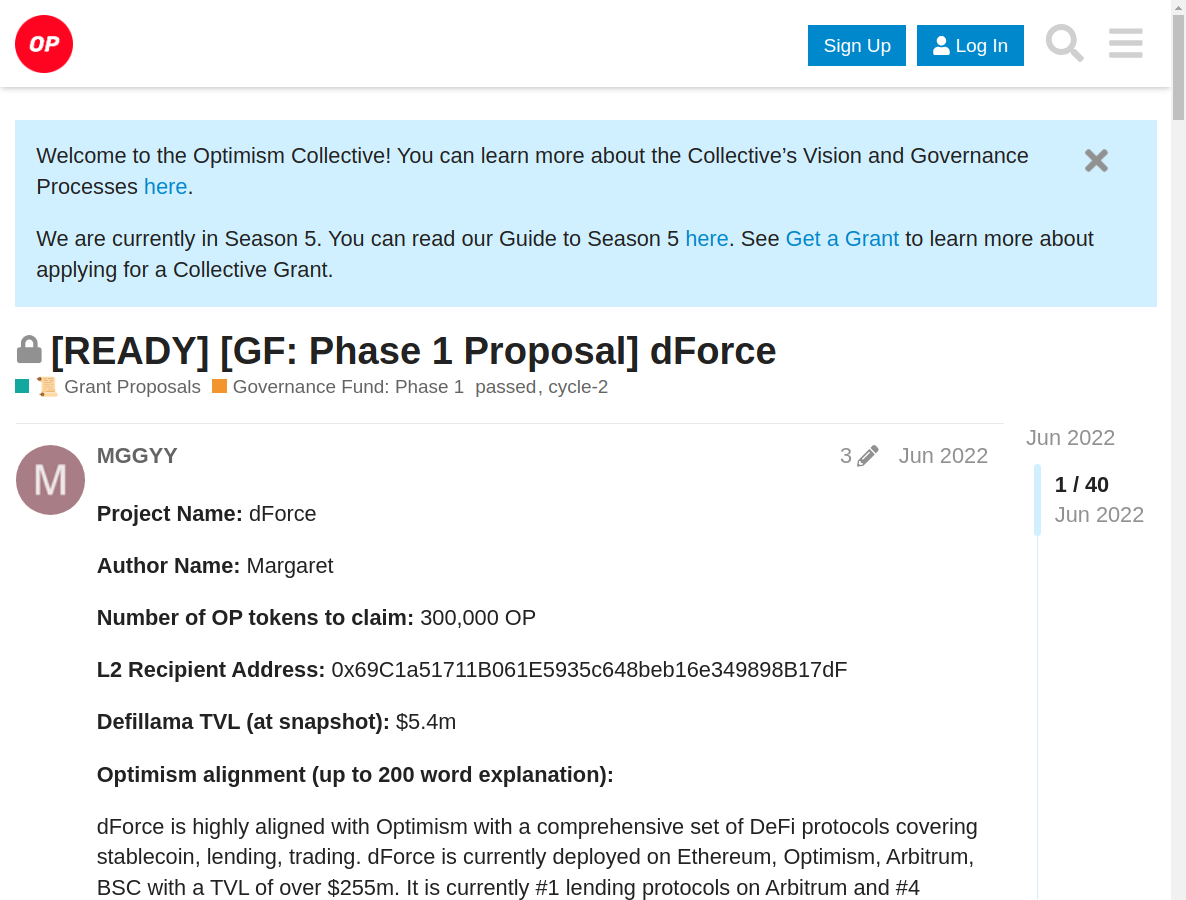 OP
Sign Up
Log In
Welcome to the Optimism Collective! You can learn more about the Collective’s Vision and Governance
Processes here.
We are currently in Season 5. You can read our Guide to Season 5 here. See Get a Grant to learn more about
applying for a Collective Grant.
[READY] [GF: Phase 1 Proposal] dForce
📜 Grant Proposals Governance Fund: Phase 1 passed, cycle-2
M
MGGYY
3
Jun 2022
Project Name: dForce
Author Name: Margaret
Number of OP tokens to claim: 300,000 OP
L2 Recipient Address: 0x69C1a51711B061E5935c648beb16e349898B17dF
Defillama TVL (at snapshot): $5.4m
Optimism alignment (up to 200 word explanation):
dForce is highly aligned with Optimism with a comprehensive set of DeFi protocols covering
stablecoin, lending, trading. dForce is currently deployed on Ethereum, Optimism, Arbitrum,
BSC with a TVL of over $255m. It is currently #1 lending protocols on Arbitrum and #4
Jun 2022
1 / 40
Jun 2022